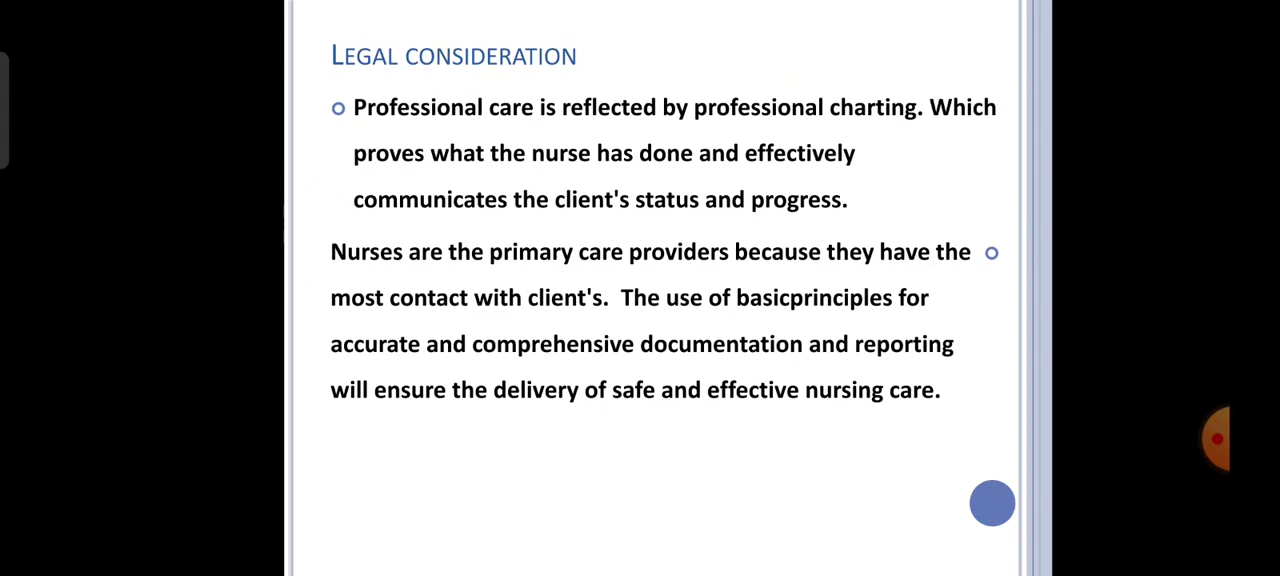 LEGAL CONSIDERATION
Professional care is reflected by professional charting. Which
proves what the nurse has done and effectively
communicates the client's status and progress.
Nurses are the primary care providers because they have the
most contact with client's. The use of basicprinciples for
accurate and comprehensive documentation and reporting
will ensure the delivery of safe and effective nursing care.